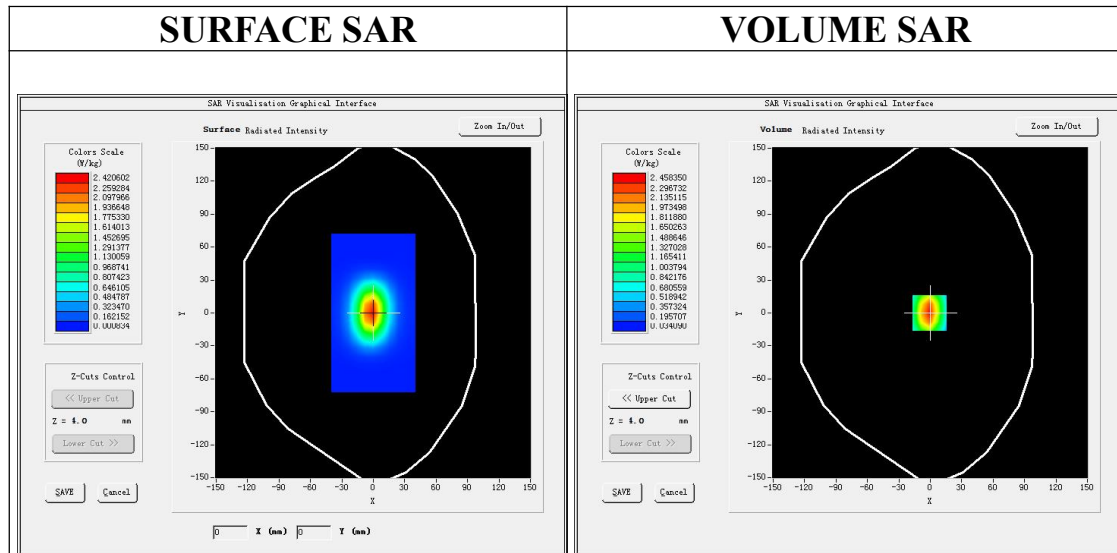 SURFACE SAR
VOLUME SAR
SAR Visualisation Graphical Interface
Surface Radiated Intensity
Zoom In/Out
Colors Scale
(W/kg)
2.420602
2.259284
2.097966
1.936648
1.775330
1.614013
1.452695
1.291377
1.130059
0.968741
0.807423
0.646105
0.484787
0.323470
0.162152
0.000834
Z-Cuts Control
<< Upper Cut
Z = 4.0 mm
Lower Cut >>
SAVE
Cancel
150
120
90
60
30
0
-30
-60
-90
-120
-150
Y
-150 -120 -90 -60 -30 0 30 60 90 120 150
X
0 X (mm) 0 Y (mm)
SAR Visualisation Graphical Interface
Volume Radiated Intensity
Zoom In/Out
Colors Scale
(W/kg)
2.458350
2.296732
2.135115
1.973498
1.811880
1.650263
1.488646
1.327028
1.165411
1.003794
0.842176
0.680559
0.518942
0.357324
0.195707
0.034090
Z-Cuts Control
<< Upper Cut
Z = 4.0 mm
Lower Cut >>
SAVE
Cancel
150
120
90
60
30
0
-30
-60
-90
-120
-150
Y
-150 -120 -90 -60 -30 0 30 60 90 120 150
X